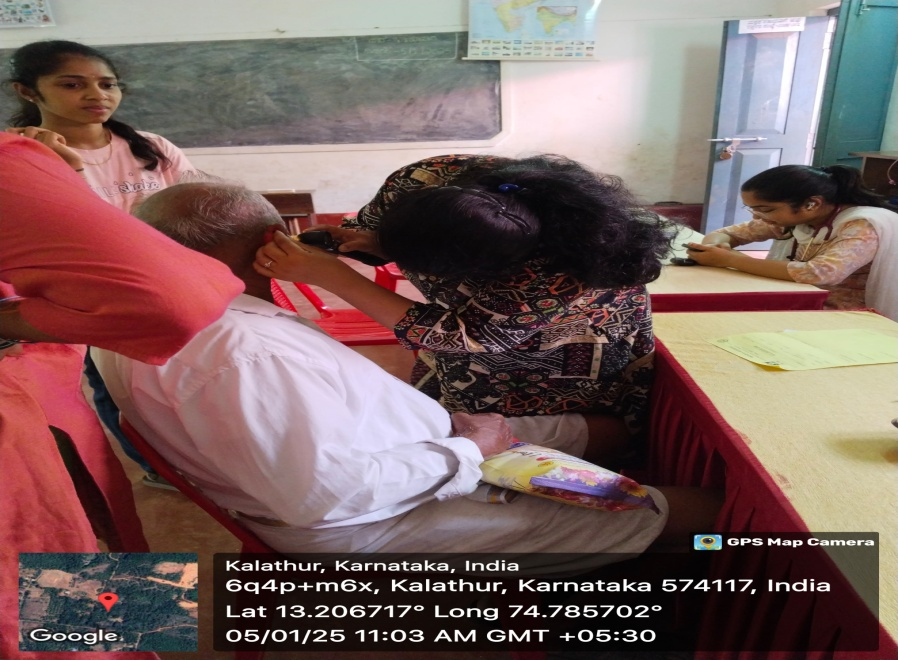 GPS Map Camera
Kalathur, Karnataka, India
6q4p+m6x, Kalathur, Karnataka 574117, India
Lat 13.206717° Long 74.785702°
05/01/25 11:03 AM GMT +05:30
Google